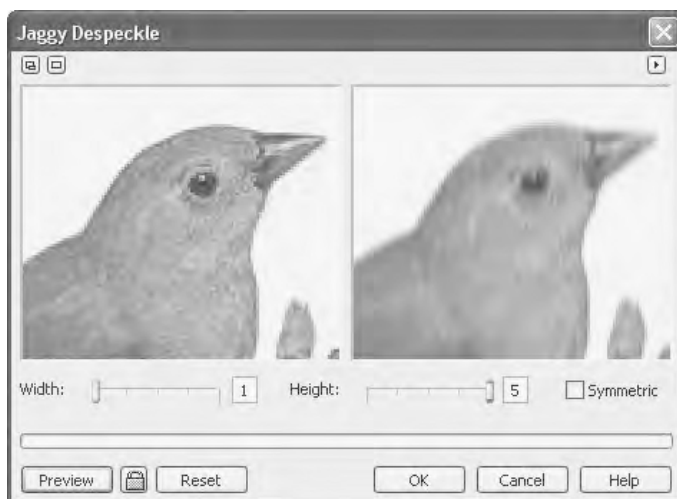 Jaggy Despeckle
Width: 1 Height: 5 Symmetric
Preview Reset OK Cancel Help